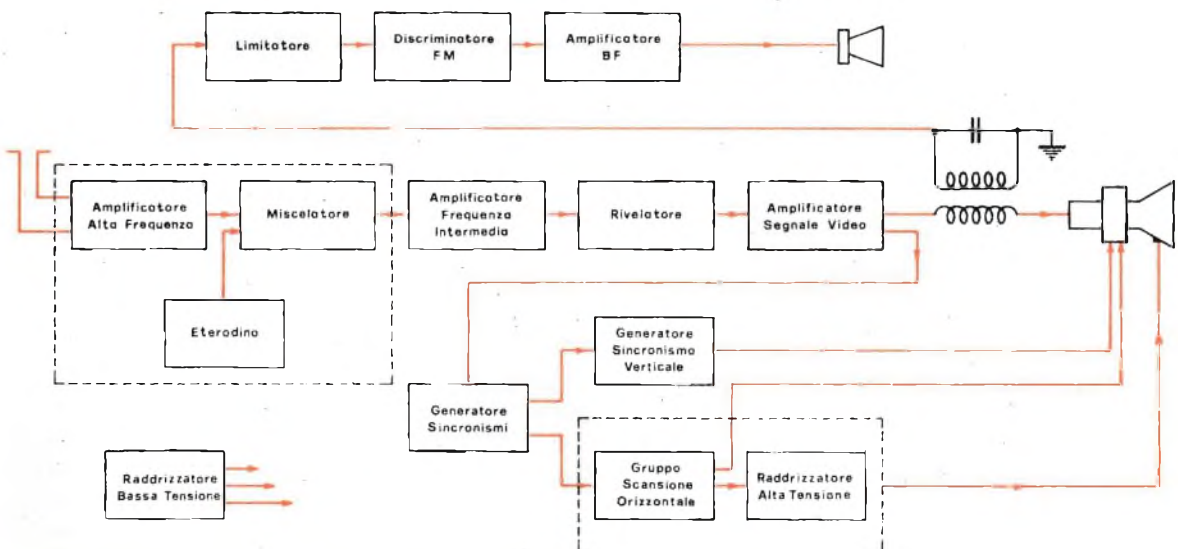 Limitatore
Discriminatore
FM
Amplificatore
BF
Amplificatore
Alta Frequenza
Miscelatore
Amplificatore
Frequenza
Intermedia
Rivelatore
Amplificatore
Segnale Video
Eterodino
Generatore
Sincronismo
Verticale
Generatore
Sincronismi
Raddrizzatore
Bassa Tensione
Gruppo
Scansione
Orizzontale
Raddrizzatore
Alta Tensione